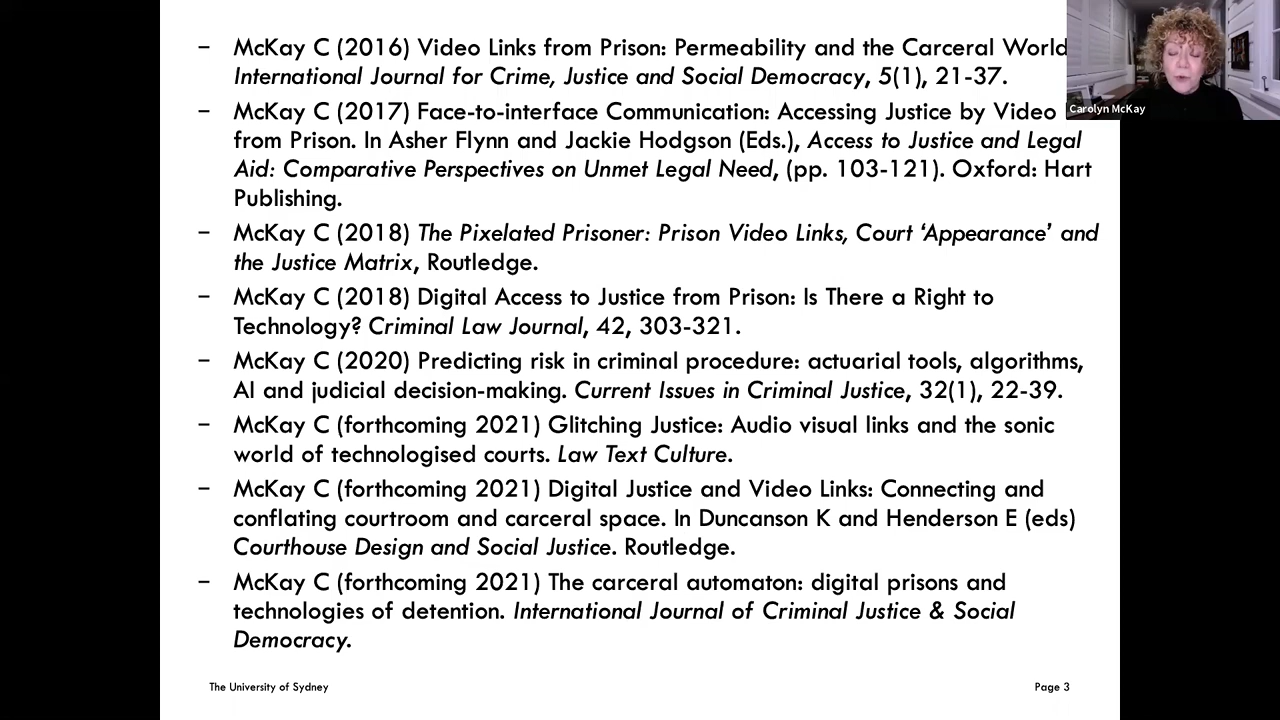 – McKay C (2016) Video Links from Prison: Permeability and the Carceral World
International Journal for Crime, Justice and Social Democracy, 5(1), 21-37.
– McKay C (2017) Face-to-interface Communication: Accessing Justice by Video
from Prison. In Asher Flynn and Jackie Hodgson (Eds.), Access to Justice and Legal
Aid: Comparative Perspectives on Unmet Legal Need, (pp. 103-121). Oxford: Hart
Publishing.
– McKay C (2018) The Pixelated Prisoner: Prison Video Links, Court ‘Appearance’ and
the Justice Matrix, Routledge.
– McKay C (2018) Digital Access to Justice from Prison: Is There a Right to
Technology? Criminal Law Journal, 42, 303-321.
– McKay C (2020) Predicting risk in criminal procedure: actuarial tools, algorithms,
AI and judicial decision-making. Current Issues in Criminal Justice, 32(1), 22-39.
– McKay C (forthcoming 2021) Glitching Justice: Audio visual links and the sonic
world of technologised courts. Law Text Culture.
– McKay C (forthcoming 2021) Digital Justice and Video Links: Connecting and
conflating courtroom and carceral space. In Duncanson K and Henderson E (eds)
Courthouse Design and Social Justice. Routledge.
– McKay C (forthcoming 2021) The carceral automaton: digital prisons and
technologies of detention. International Journal of Criminal Justice & Social
Democracy.
The University of Sydney
Page 3
Carolyn McKay